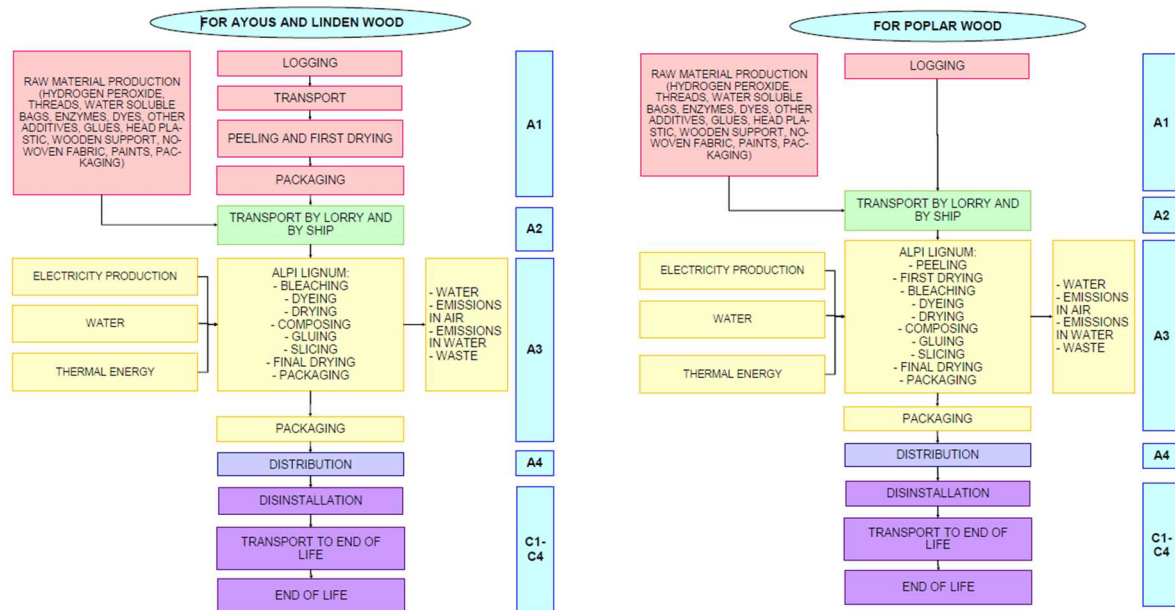 FOR AYOUS AND LINDEN WOOD
RAW MATERIAL PRODUCTION
(HYDROGEN PEROXIDE,
THREADS, WATER SOLUBLE
BAGS, ENZYMES, DYES, OTHER
ADDITIVES, GLUES, HEAD PLA-
STIC, WOODEN SUPPORT, NO-
WOVEN FABRIC, PAINTS, PAC-
KAGING)
LOGGING
TRANSPORT
PEELING AND FIRST DRYING
PACKAGING
A1
TRANSPORT BY LORRY AND
BY SHIP
A2
ELECTRICITY PRODUCTION
WATER
THERMAL ENERGY
ALPI LIGNUM:
- BLEACHING
- DYEING
- DRYING
- COMPOSING
- GLUING
- SLICING
- FINAL DRYING
- PACKAGING
- WATER
- EMISSIONS
IN AIR
- EMISSIONS
IN WATER
- WASTE
A3
PACKAGING
DISTRIBUTION
A4
DISINSTALLATION
TRANSPORT TO END OF
LIFE
END OF LIFE
C1-
C4
FOR POPLAR WOOD
RAW MATERIAL PRODUCTION
(HYDROGEN PEROXIDE,
THREADS, WATER SOLUBLE
BAGS, ENZYMES, DYES, OTHER
ADDITIVES, GLUES, HEAD PLA-
STIC, WOODEN SUPPORT, NO-
WOVEN FABRIC, PAINTS, PAC-
KAGING)
LOGGING
A1
TRANSPORT BY LORRY AND
BY SHIP
A2
ELECTRICITY PRODUCTION
WATER
THERMAL ENERGY
ALPI LIGNUM:
- PEELING
- FIRST DRYING
- BLEACHING
- DYEING
- DRYING
- COMPOSING
- GLUING
- SLICING
- FINAL DRYING
- PACKAGING
- WATER
- EMISSIONS
IN AIR
- EMISSIONS
IN WATER
- WASTE
A3
PACKAGING
DISTRIBUTION
A4
DISINSTALLATION
TRANSPORT TO END OF
LIFE
END OF LIFE
C1-
C4